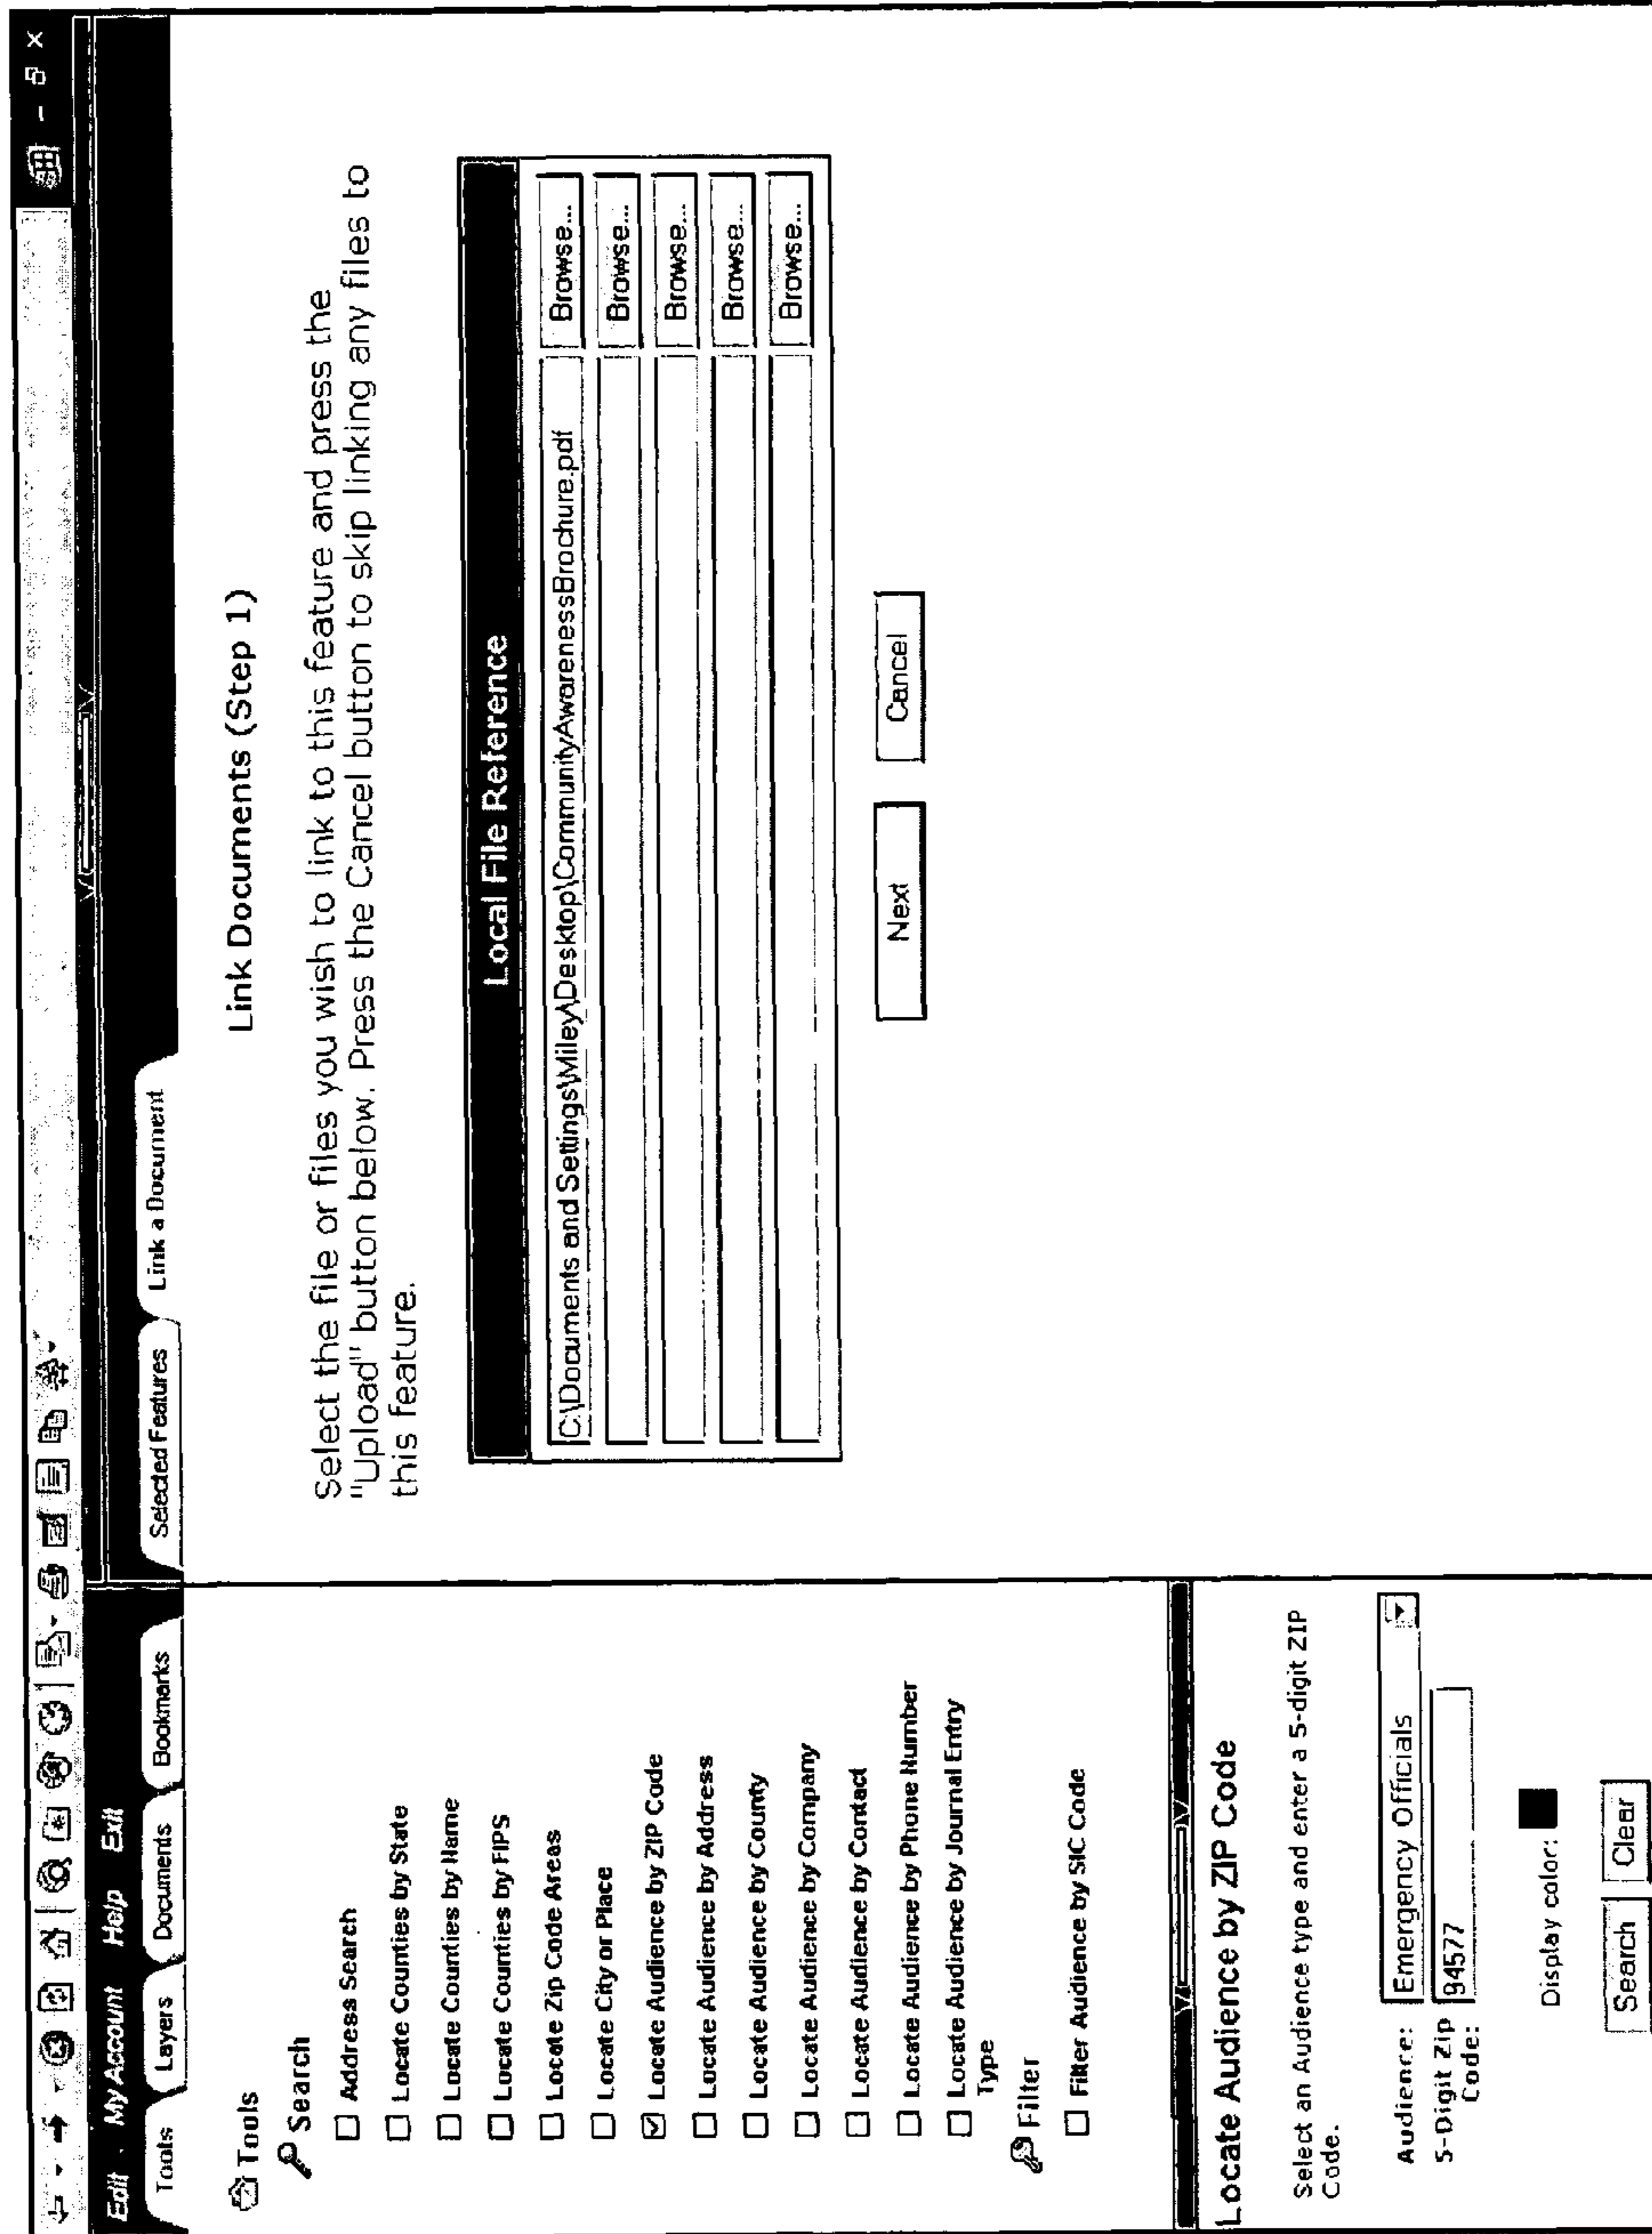 Edit My Account Help Exit
Tools Layers Documents Bookmarks
Selected Features Link a Document
Tools
Search
Address Search
Locate Counties by State
Locate Counties by Name
Locate Counties by FIPS
Locate Zip Code Areas
Locate City or Place
Locate Audience by ZIP Code
Locate Audience by Address
Locate Audience by County
Locate Audience by Company
Locate Audience by Contact
Locate Audience by Phone Number
Locate Audience by Journal Entry
Type
Filter
Filter Audience by SIC Code
Locate Audience by ZIP Code
Select an Audience type and enter a 5-digit ZIP
Code.
Audience: Emergency Officials
5-Digit Zip
Code:
94577
Display color:
Search Clear
Link Documents (Step 1)
Select the file or files you wish to link to this feature and press the
"Upload" button below. Press the Cancel button to skip linking any files to
this feature.
Local File Reference
C:\Documents and Settings\Wiley\Desktop\CommunityAwarenessBrochure.pdf Browse...
Browse...
Browse...
Browse...
Browse...
Next Cancel